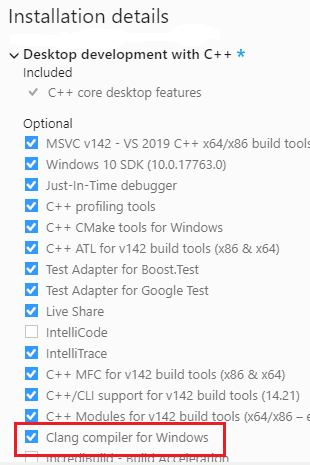 Installation details
Desktop development with C++ *
Included
C++ core desktop features
Optional
MSVC v142 - VS 2019 C++ x64/x86 build tools
Windows 10 SDK (10.0.17763.0)
Just-In-Time debugger
C++ profiling tools
C++ CMake tools for Windows
C++ ATL for v142 build tools (x86 & x64)
Test Adapter for Boost.Test
Test Adapter for Google Test
Live Share
IntelliCode
IntelliTrace
C++ MFC for v142 build tools (x86 & x64)
C++/CLI support for v142 build tools (14.21)
C++ Modules for v142 build tools (x64/x86 – e
Clang compiler for Windows
IncrediBuild - Build Acceleration